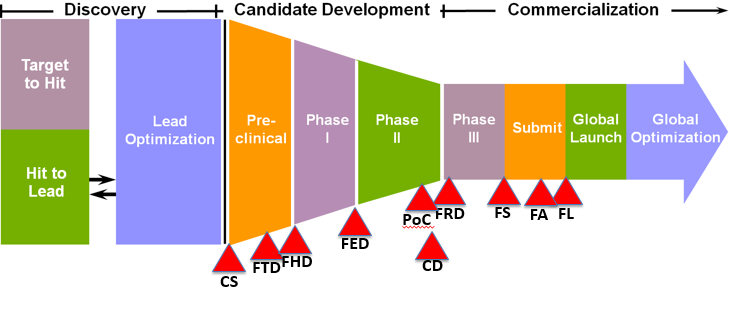 Discovery
Candidate Development
Commercialization
Target
to Hit
Hit to
Lead
Lead
Optimization
Pre-
clinical
Phase
I
Phase
II
Phase
III
Submit
Global
Launch
Global
Optimization
CS
FTD
FHD
FED
PoC
CD
FRD
FS
FA
FL